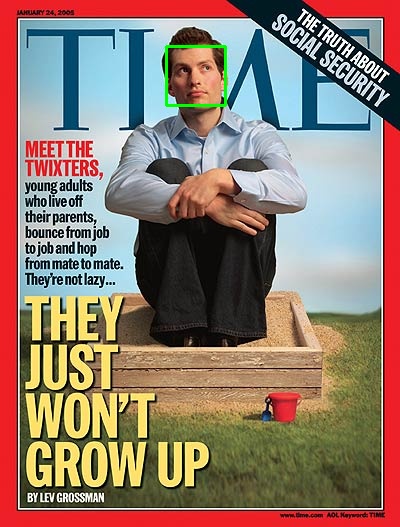 JANUARY 24, 2005
THE TRUTH ABOUT
SOCIAL SECURITY
TIME
MEET THE
TWIXTERS,
young adults
who live off
their parents,
bounce from job
to job and hop
from mate to mate.
They're not lazy...
THEY
JUST
WON'T
GROW UP
BY LEV GROSSMAN
www.time.com AOL Keyword: TIME